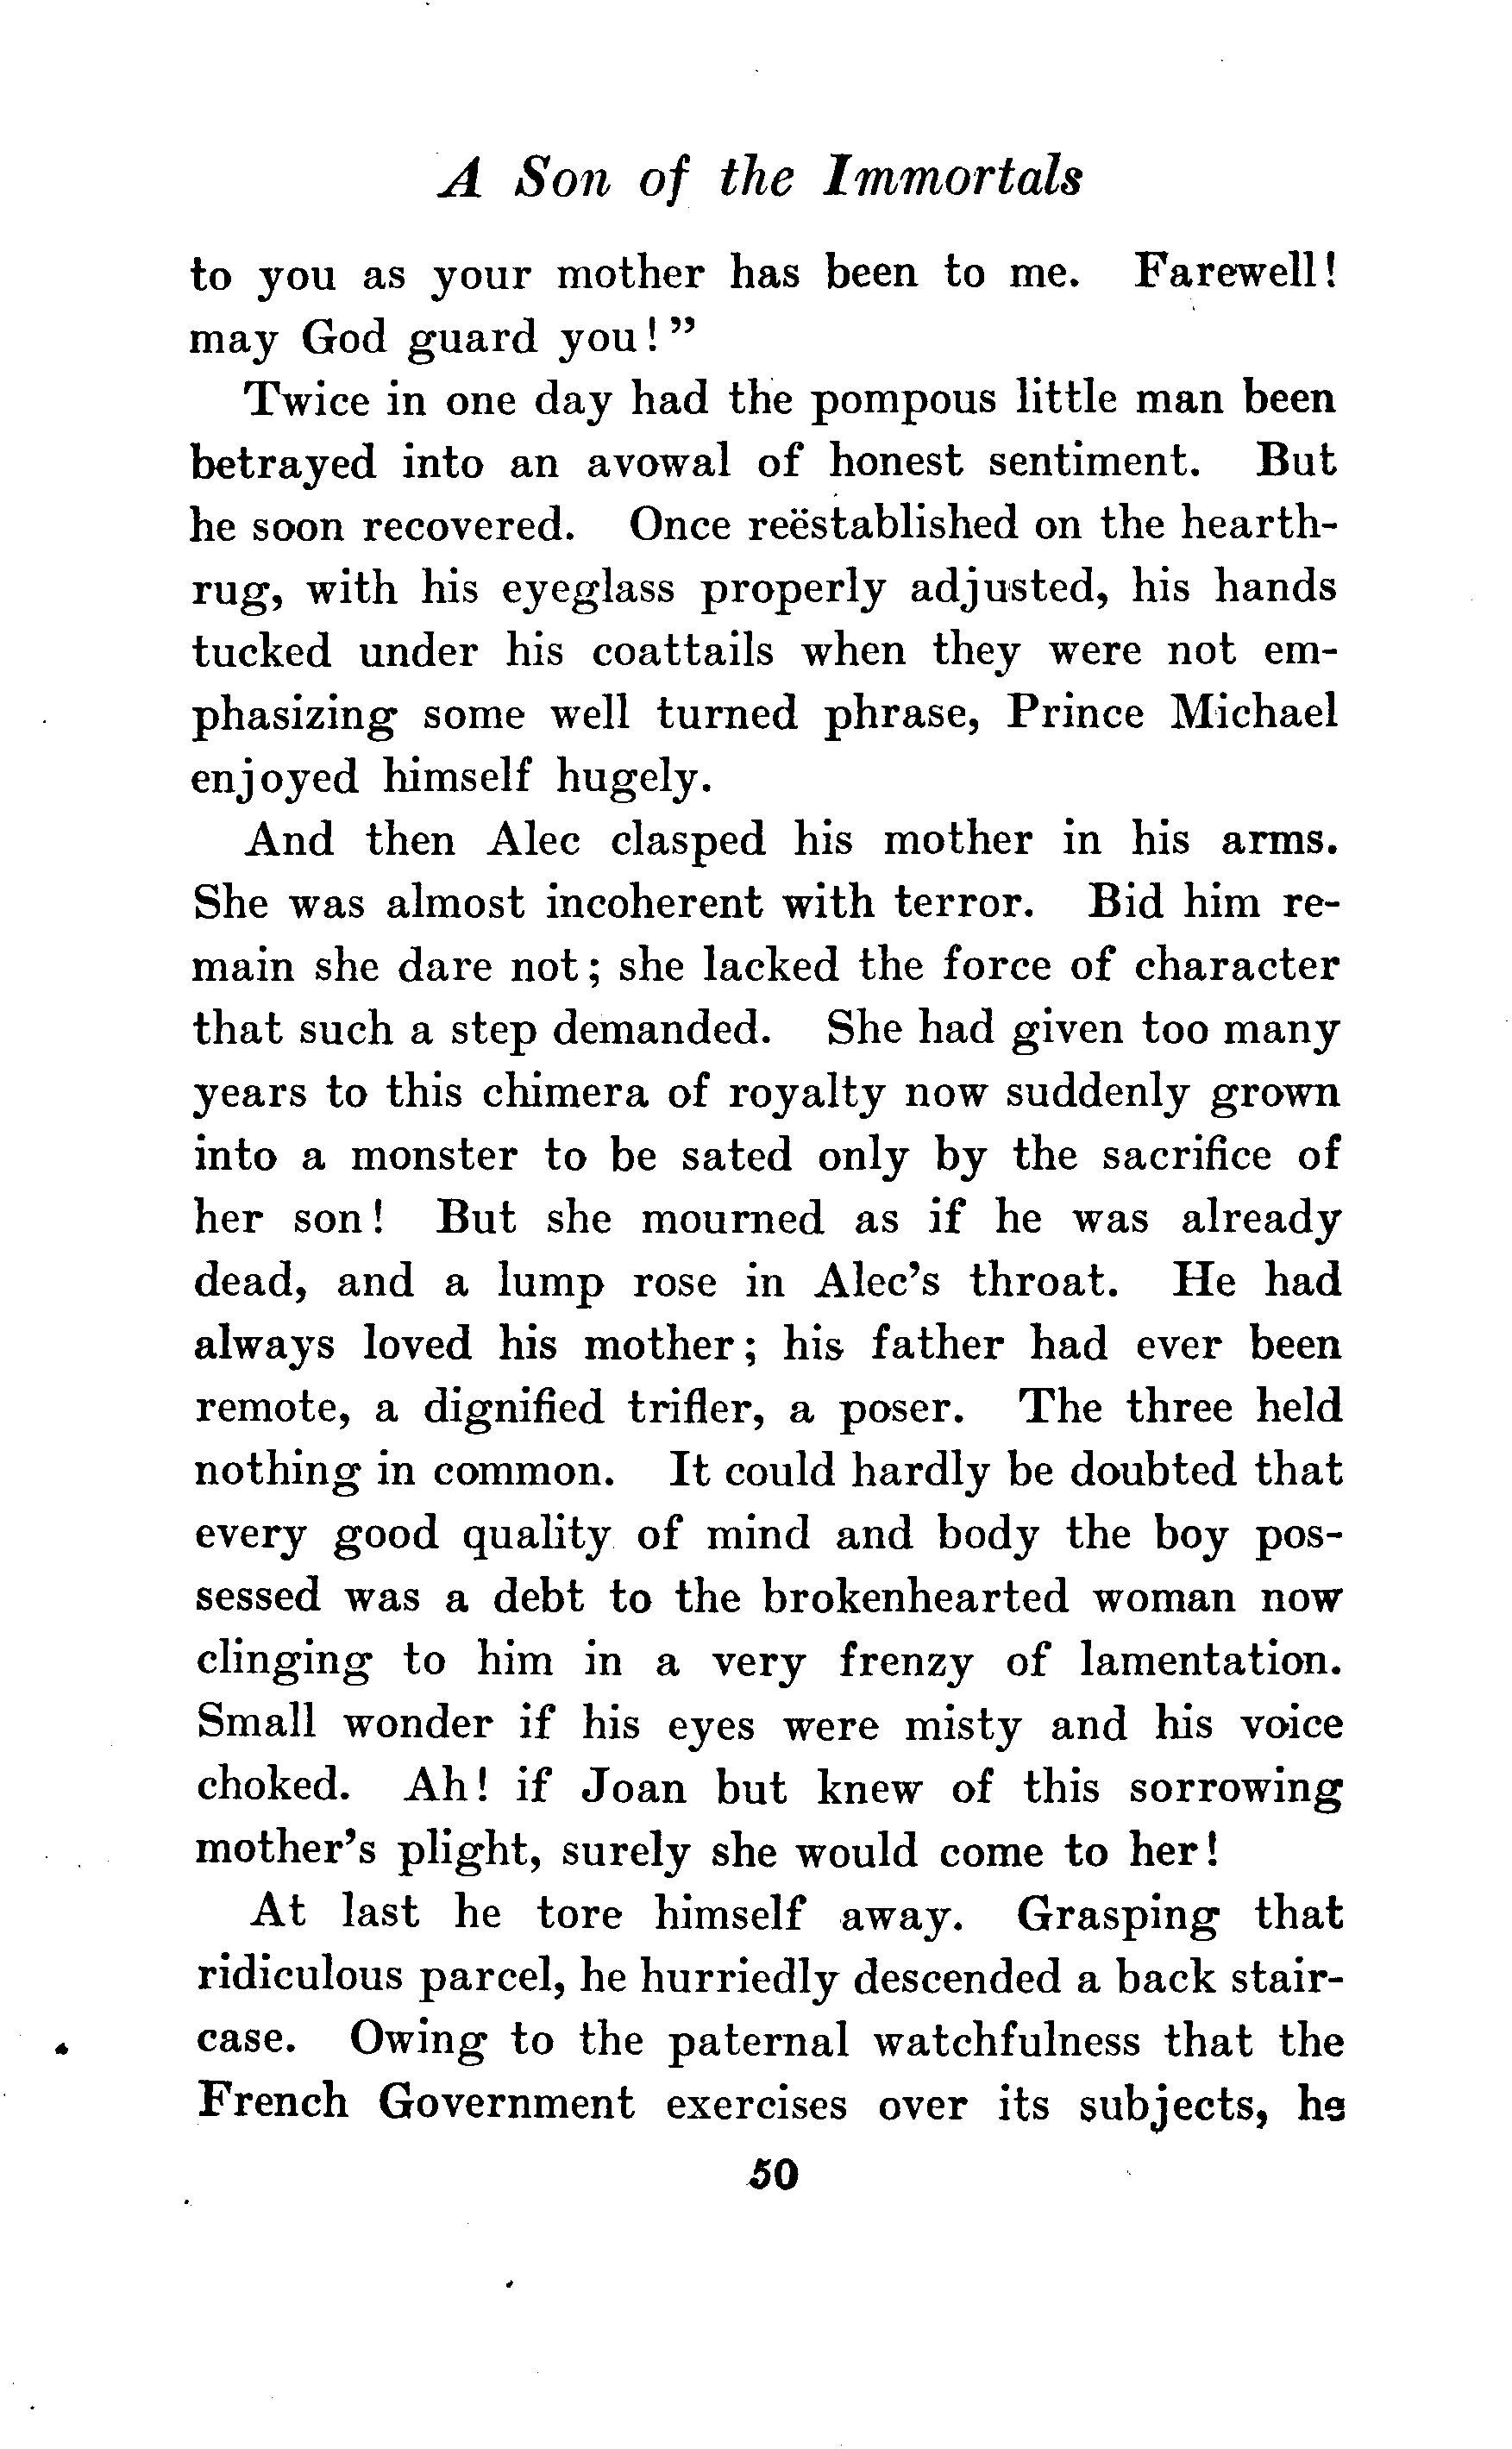 A Son of the Immortals
to you as your mother has been to me. Farewell!
may God guard you!”
Twice in one day had the pompous little man been
betrayed into an avowal of honest sentiment. But
he soon recovered. Once reëstablished on the hearth-
rug, with his eyeglass properly adjusted, his hands
tucked under his coattails when they were not em-
phasizing some well turned phrase, Prince Michael
enjoyed himself hugely.
And then Alec clasped his mother in his arms.
She was almost incoherent with terror. Bid him re-
main she dare not; she lacked the force of character
that such a step demanded. She had given too many
years to this chimera of royalty now suddenly grown
into a monster to be sated only by the sacrifice of
her son! But she mourned as if he was already
dead, and a lump rose in Alec’s throat. He had
always loved his mother; his father had ever been
remote, a dignified trifler, a poser. The three held
nothing in common. It could hardly be doubted that
every good quality of mind and body the boy pos-
sessed was a debt to the brokenhearted woman now
clinging to him in a very frenzy of lamentation.
Small wonder if his eyes were misty and his voice
choked. Ah! if Joan but knew of this sorrowing
mother’s plight, surely she would come to her!
At last he tore himself away. Grasping that
ridiculous parcel, he hurriedly descended a back stair-
case. Owing to the paternal watchfulness that the
French Government exercises over its subjects, he
50